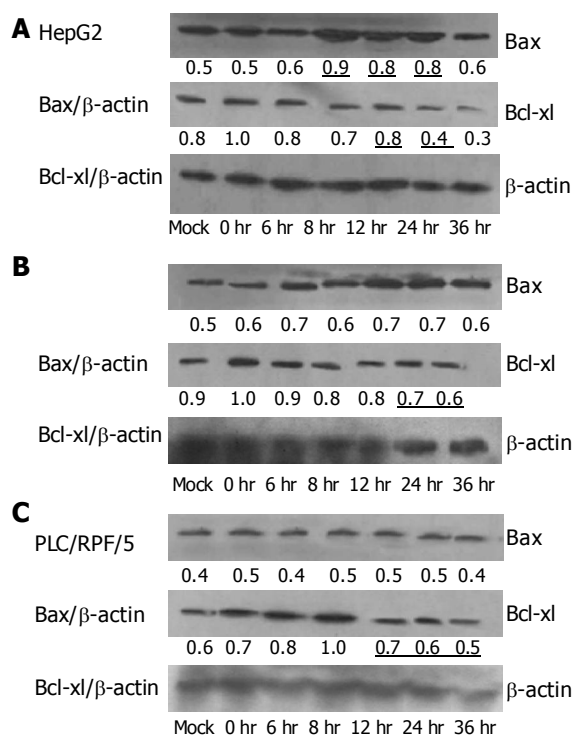 A HepG2 Bax
0.5 0.5 0.6 0.9 0.8 0.8 0.6
Bax/β-actin Bcl-xl
0.8 1.0 0.8 0.7 0.8 0.4 0.3
Bcl-xl/β-actin β-actin
Mock 0 hr 6 hr 8 hr 12 hr 24 hr 36 hr
B Bax
0.5 0.6 0.7 0.6 0.7 0.7 0.6
Bax/β-actin Bcl-xl
0.9 1.0 0.9 0.8 0.8 0.7 0.6
Bcl-xl/β-actin β-actin
Mock 0 hr 6 hr 8 hr 12 hr 24 hr 36 hr
C PLC/RPF/5 Bax
0.4 0.5 0.4 0.5 0.5 0.5 0.4
Bax/β-actin Bcl-xl
0.6 0.7 0.8 1.0 0.7 0.6 0.5
Bcl-xl/β-actin β-actin
Mock 0 hr 6 hr 8 hr 12 hr 24 hr 36 hr